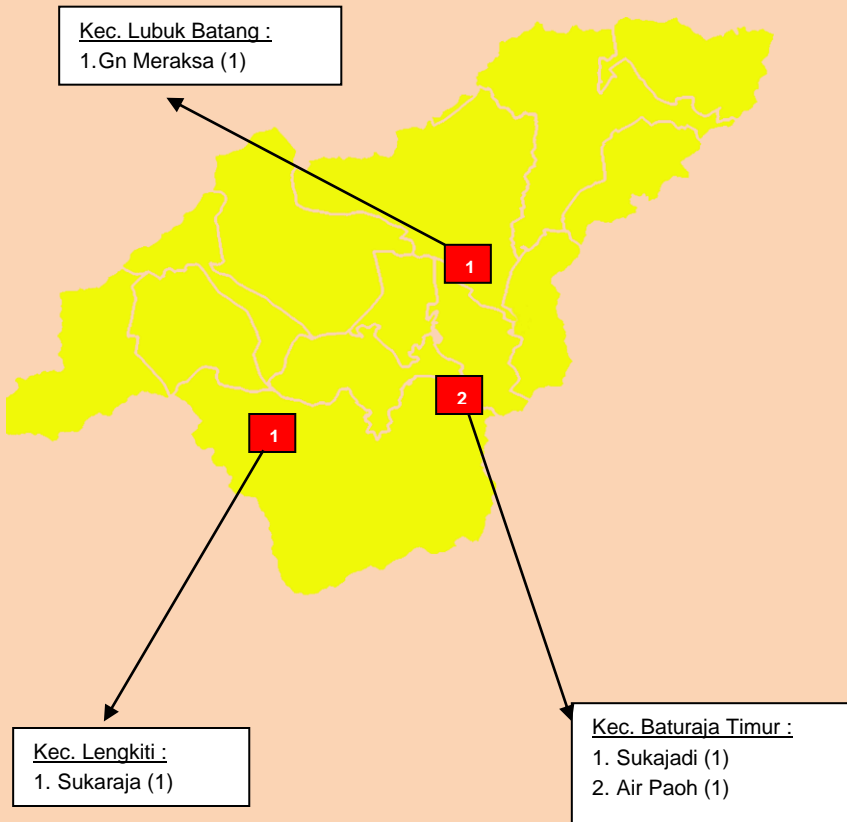 Kec. Lubuk Batang :
1.Gn Meraksa (1)
1
2
1
Kec. Lengkiti :
1. Sukaraja (1)
Kec. Baturaja Timur :
1. Sukajadi (1)
2. Air Paoh (1)